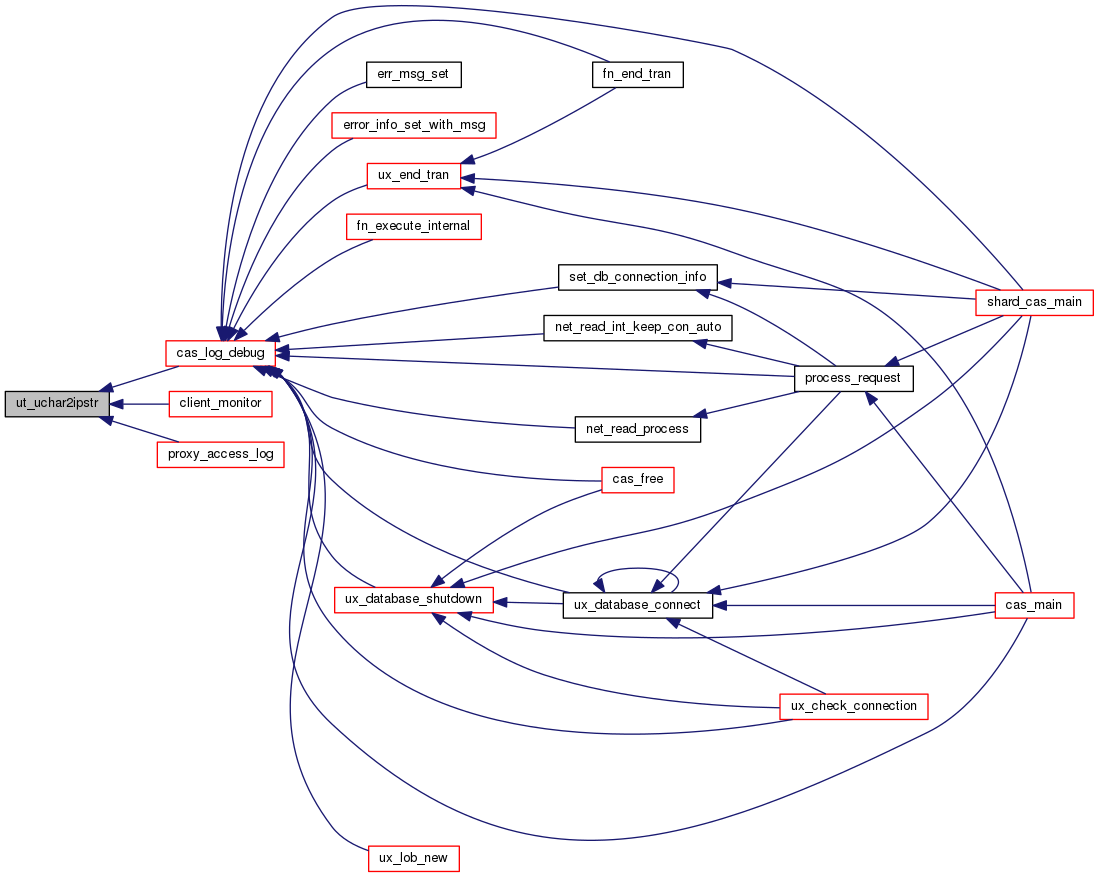 err_msg_set
fn_end_tran
error_info_set_with_msg
ux_end_tran
fn_execute_internal
set_db_connection_info
shard_cas_main
net_read_int_keep_con_auto
cas_log_debug
process_request
ut_uchar2ipstr
client_monitor
net_read_process
proxy_access_log
cas_free
ux_database_shutdown
ux_database_connect
cas_main
ux_check_connection
ux_lob_new